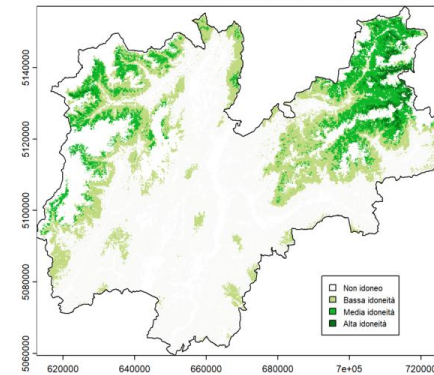 5140000
5120000
5100000
5080000
5060000
Non idoneo
Bassa idoneità
Media idoneità
Alta idoneità
620000 640000 660000 680000 7e+05 720000